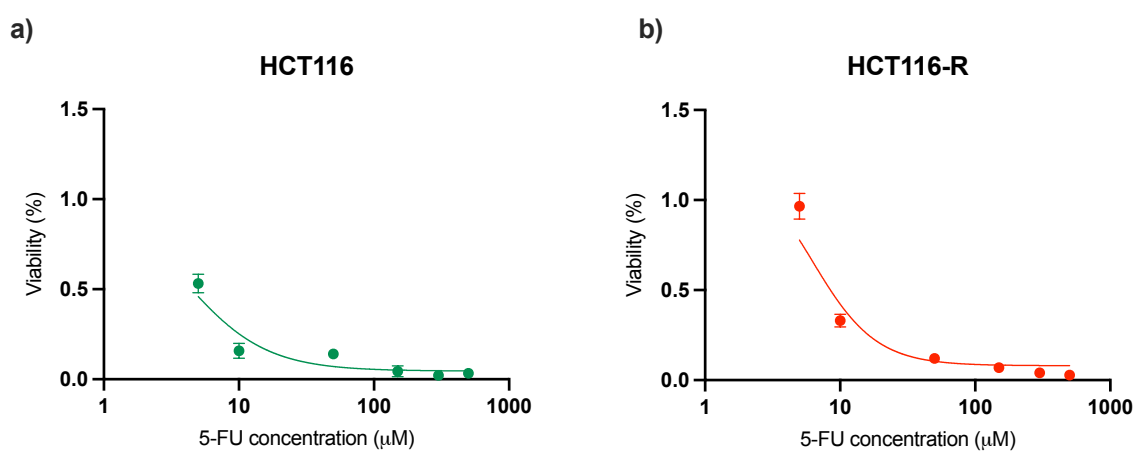 a)
HCT116
1.5
1.0
0.5
0.0
Viability (%)
1 10 100 1000
5-FU concentration (μM)
b)
HCT116-R
1.5
1.0
0.5
0.0
Viability (%)
1 10 100 1000
5-FU concentration (μM)